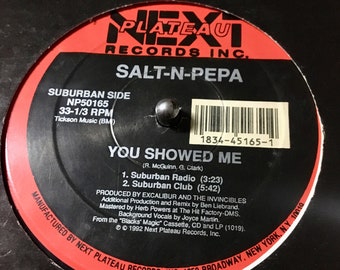 NEXT
PLATEAU
RECORDS INC.
SALT-N-PEPA
SUBURBAN SIDE
NP50165
33-1/3 RPM
Tickson Music (BMI)
1834-45165-1
YOU SHOWED ME
(R. McGuinn, G. Clark)
1. Suburban Radio (3:23)
2. Suburban Club (5:42)
PRODUCED BY EXCALIBUR AND THE INVINCIBLES
Additional Production and Remix by Ben Liebrand.
Mastered by Herb Powers at The Hit Factory-DMS.
Background Vocals by Joyce Martin.
From the "Blacks' Magic" Cassette, CD and LP (1019).
© 1992 Next Plateau Records, Inc.
MANUFACTURED BY NEXT PLATEAU RECORDS INC. BROADWAY, NEW YORK, N.Y. 10019